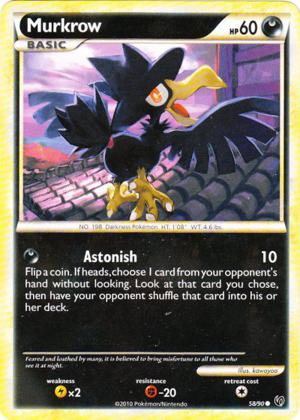 Murkrow
HP60
BASIC
NO. 198 Darkness Pokémon HT. 1'08" WT. 4.6 lbs.
Astonish 10
Flip a coin. If heads, choose 1 card from your opponent's
hand without looking. Look at that card you chose,
then have your opponent shuffle that card into his or
her deck.
Illus. kawayoo
Feared and loathed by many, it is believed to bring misfortune to all those who
see it at night.
weakness resistance retreat cost
×2 -20
©2010 Pokémon/Nintendo 58/90